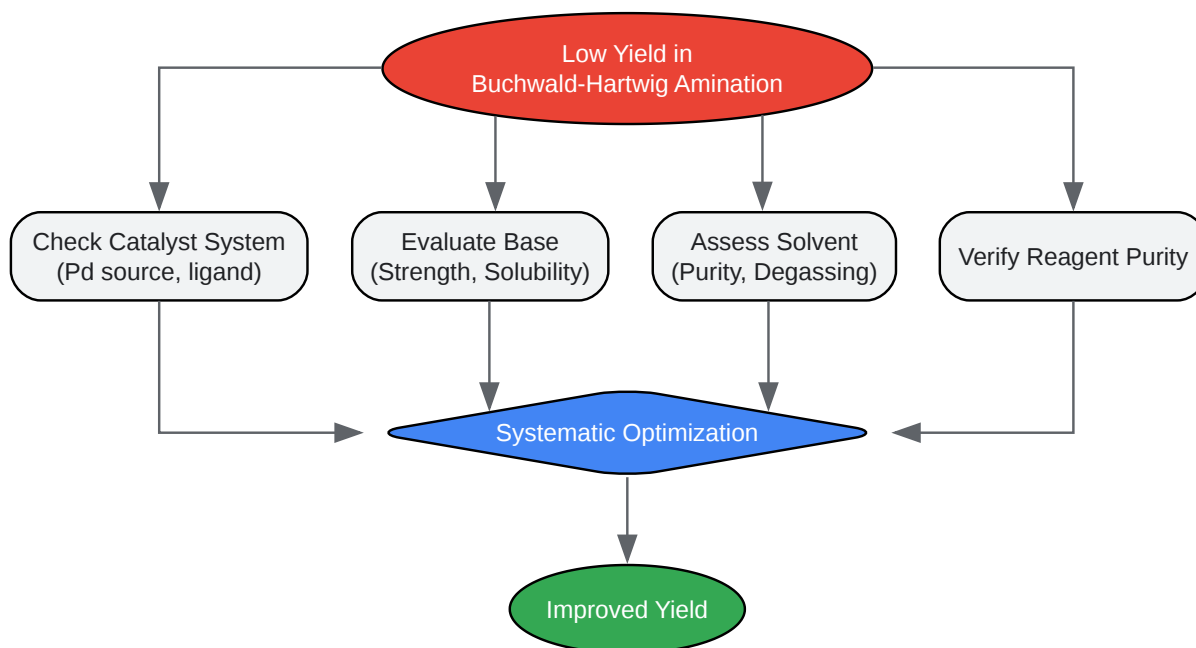 Low Yield in
Buchwald-Hartwig Amination
Check Catalyst System
(Pd source, ligand)
Evaluate Base
(Strength, Solubility)
Assess Solvent
(Purity, Degassing)
Verify Reagent Purity
Systematic Optimization
Improved Yield